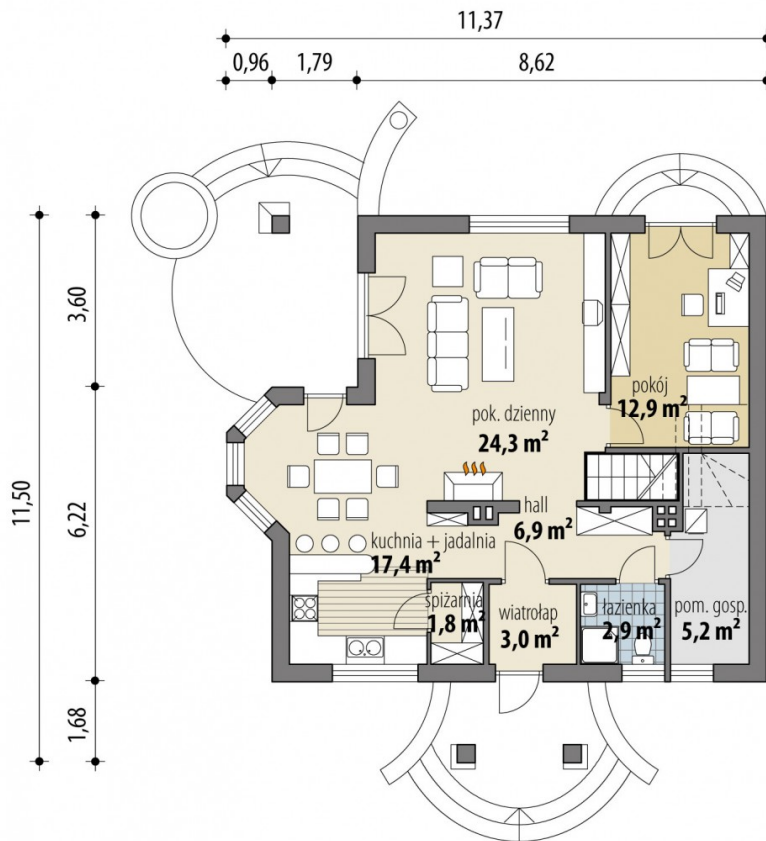 11,37
0,96 1,79 8,62
3,60
11,50
6,22
1,68
pokój
12,9 m²
pok. dzienny
24,3 m²
hall
6,9 m²
kuchnia + jadalnia
17,4 m²
spiżarnia
1,8 m²
wiatrołap
3,0 m²
łazienka
2,9 m²
pom. gosp.
5,2 m²